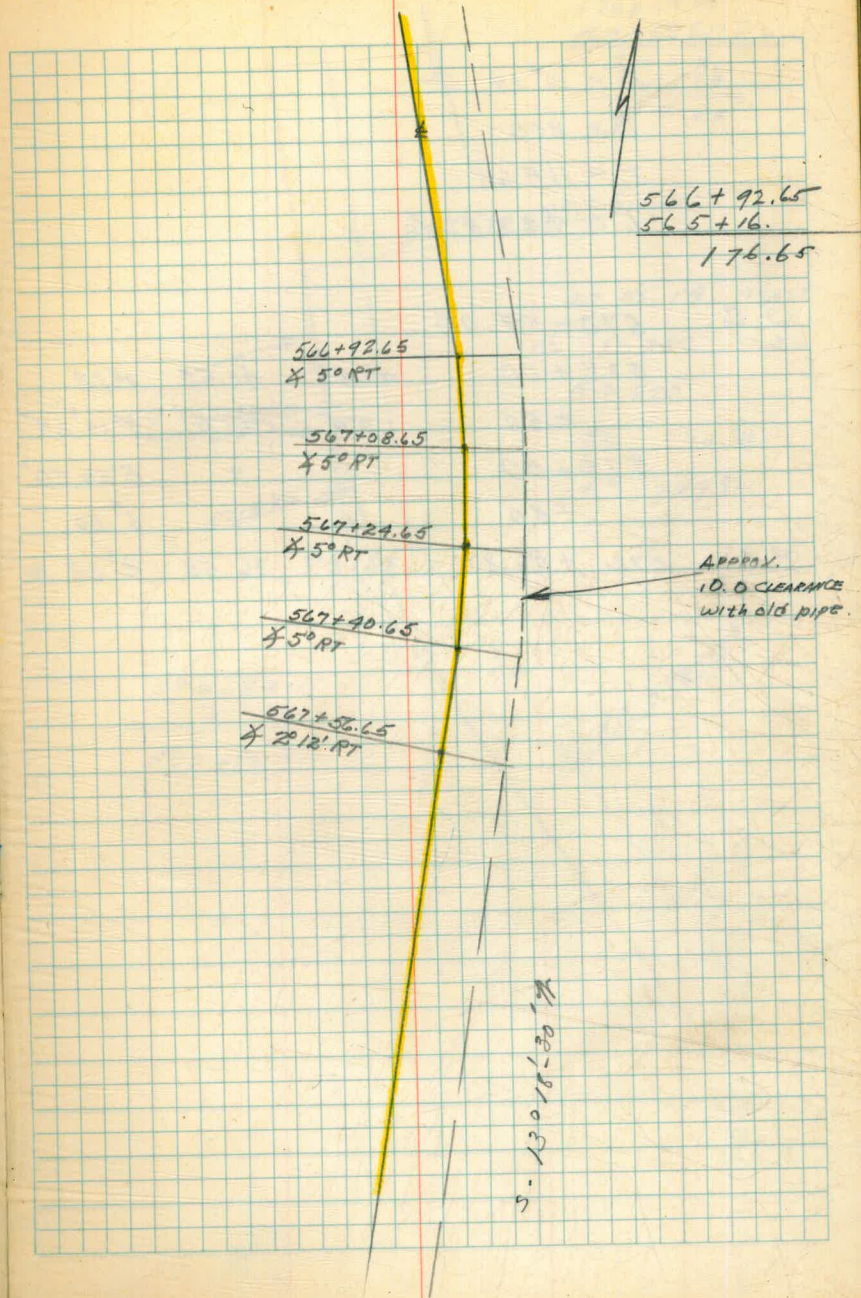 566+92.65
565+16.
176.65
566+92.65
∡ 5° RT
567+08.65
∡ 5° RT
567+24.65
∡ 5° RT
APPROX.
10.0 CLEARANCE
with old pipe.
567+40.65
∡ 5° RT
567+56.65
∡ 2° 12' RT
S-13°18'-30"W